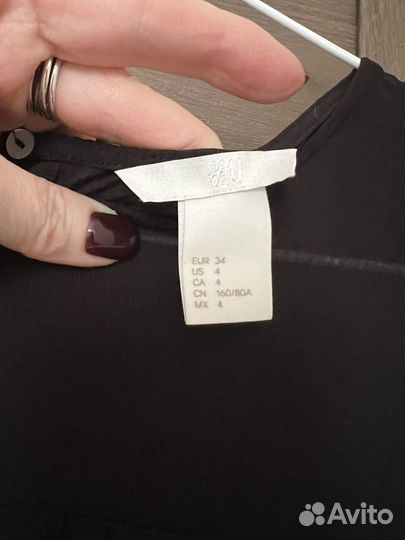 H&M
EUR 34
US 4
CA 4
CN 160/80A
MX 4
Avito